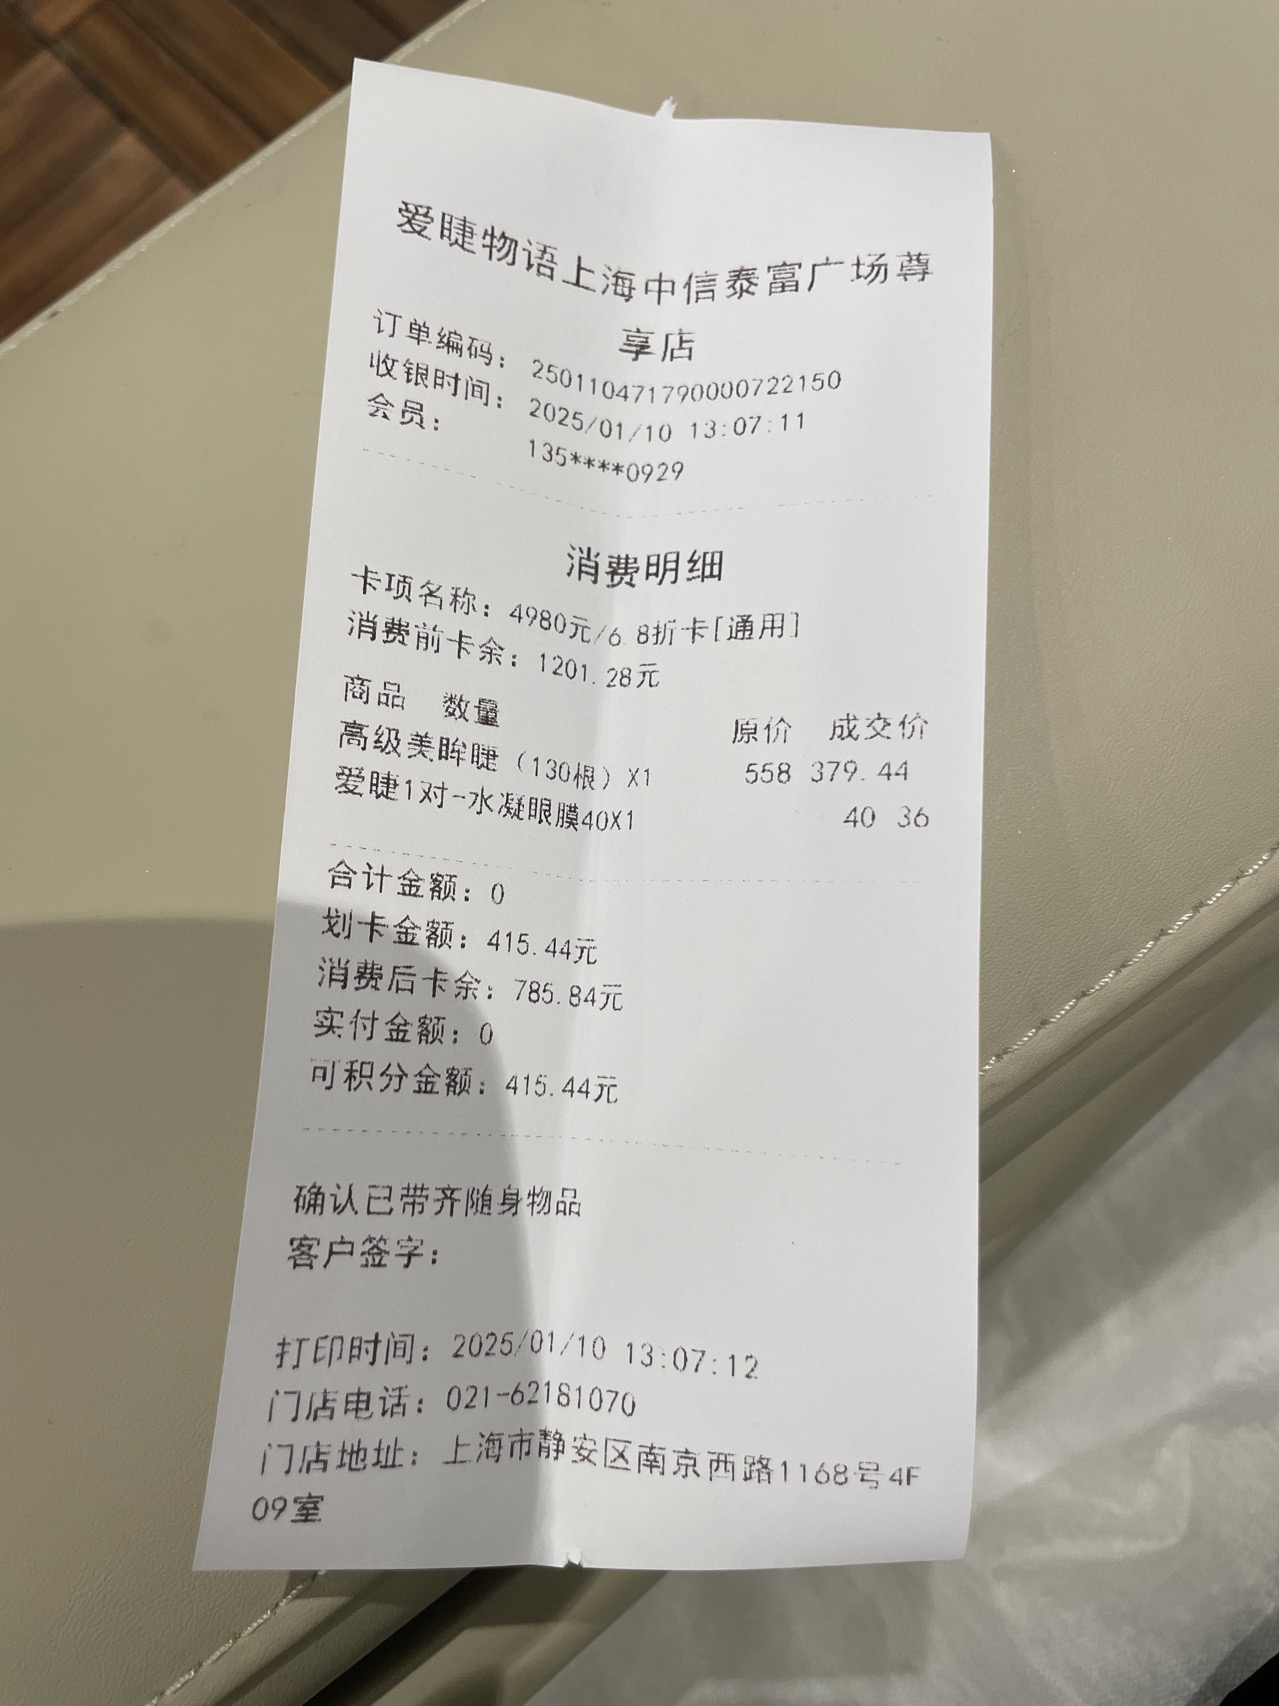 爱睫物语上海中信泰富广场尊
享店
订单编码：2501104717790000722150
收银时间：2025/01/10 13:07:11
会员：135****0929
消费明细
卡项名称：4980元/6.8折卡[通用]
消费前卡余：1201.28元
商品 数量 原价 成交价
高级美眸睫（130根）X1 558 379.44
爱睫1对-水凝眼膜40X1 40 36
合计金额：0
划卡金额：415.44元
消费后卡余：785.84元
实付金额：0
可积分金额：415.44元
确认已带齐随身物品
客户签字：
打印时间：2025/01/10 13:07:12
门店电话：021-62181070
门店地址：上海市静安区南京西路1168号4F
09室